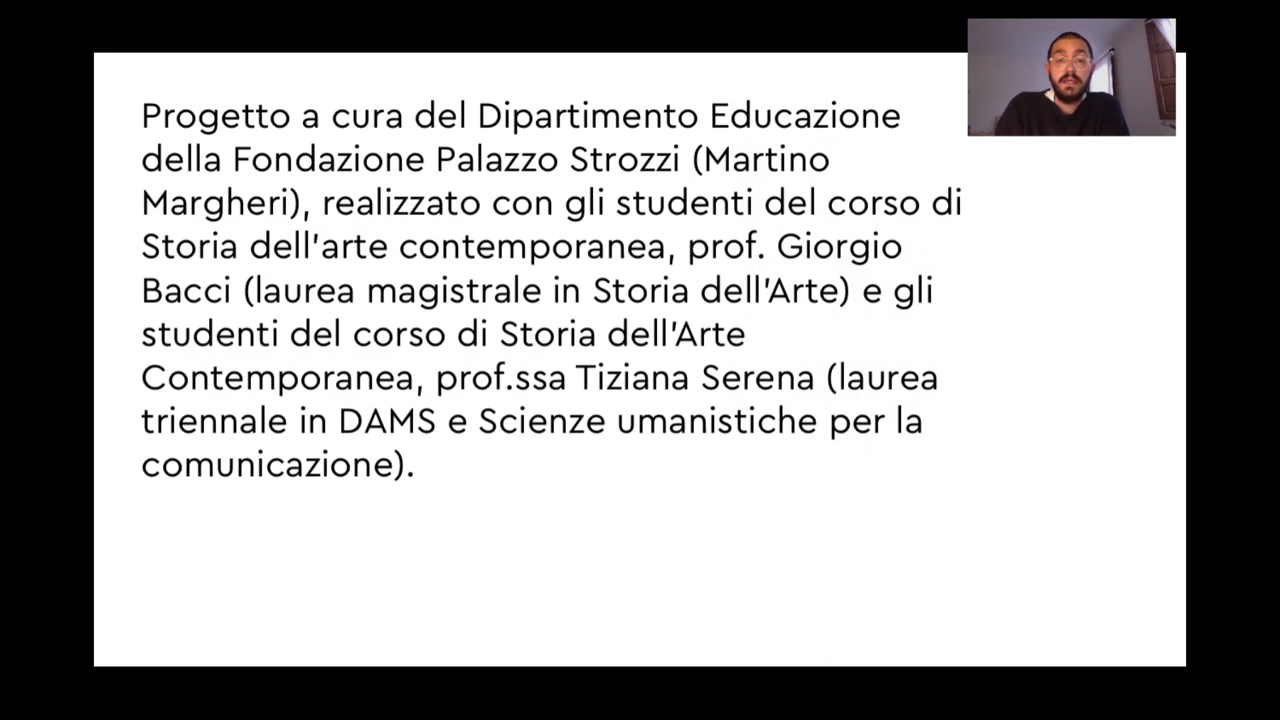 Progetto a cura del Dipartimento Educazione
della Fondazione Palazzo Strozzi (Martino
Margheri), realizzato con gli studenti del corso di
Storia dell'arte contemporanea, prof. Giorgio
Bacci (laurea magistrale in Storia dell'Arte) e gli
studenti del corso di Storia dell'Arte
Contemporanea, prof.ssa Tiziana Serena (laurea
triennale in DAMS e Scienze umanistiche per la
comunicazione).